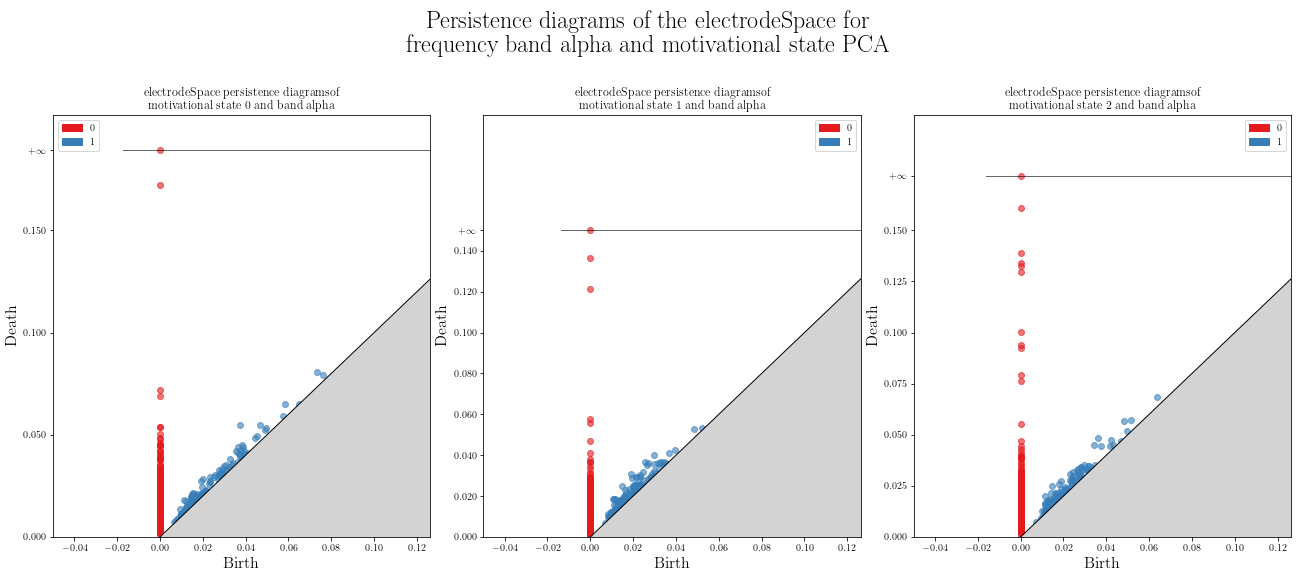 Persistence diagrams of the electrodeSpace for
frequency band alpha and motivational state PCA
electrodeSpace persistence diagramsof
motivational state 0 and band alpha
0
1
+∞
0.150
0.100
0.050
0.000
Death
−0.04 −0.02 0.00 0.02 0.04 0.06 0.08 0.10 0.12
Birth
electrodeSpace persistence diagramsof
motivational state 1 and band alpha
0
1
+∞
0.140
0.120
0.100
0.080
0.060
0.040
0.020
0.000
Death
−0.04 −0.02 0.00 0.02 0.04 0.06 0.08 0.10 0.12
Birth
electrodeSpace persistence diagramsof
motivational state 2 and band alpha
0
1
+∞
0.150
0.125
0.100
0.075
0.050
0.025
0.000
Death
−0.04 −0.02 0.00 0.02 0.04 0.06 0.08 0.10 0.12
Birth